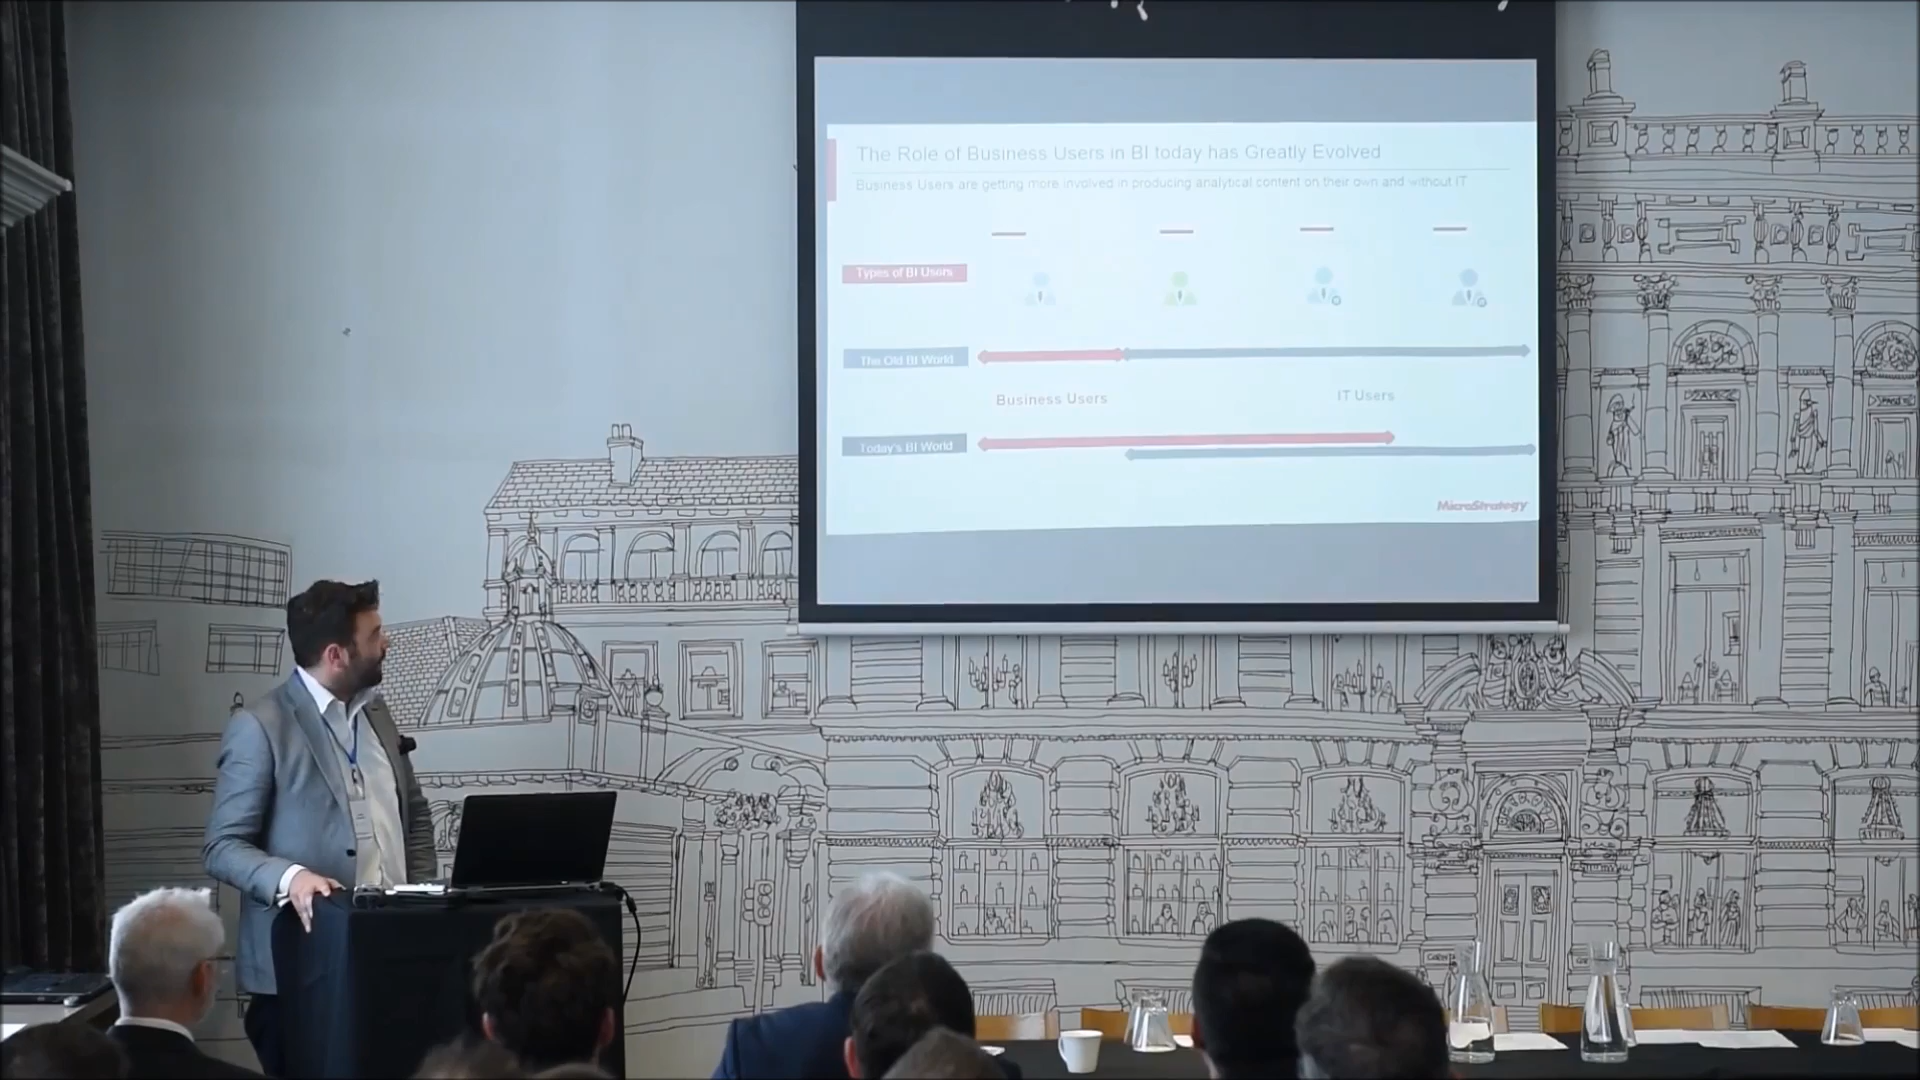 The Role of Business Users in BI today has Greatly Evolved
Business Users are getting more involved in producing analytical content on their own and without IT
Types of BI Users
The Old BI World
Business Users
IT Users
Today's BI World
MicroStrategy